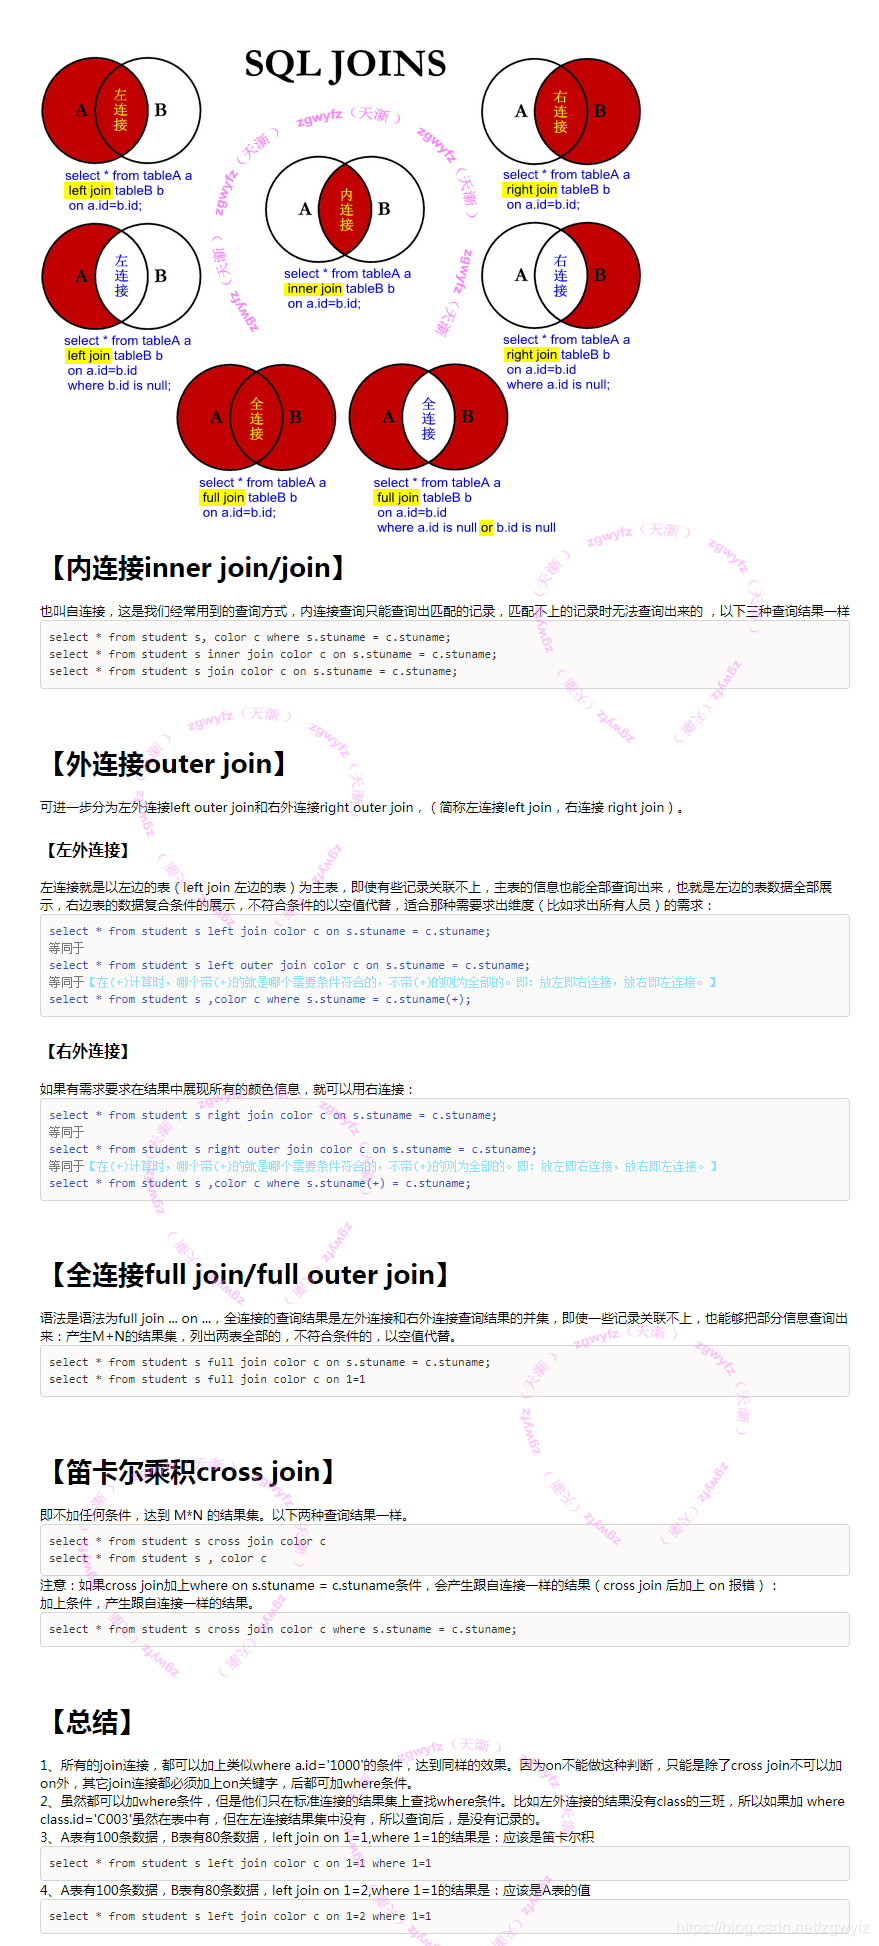 SQL JOINS
A 左连接 B
select * from tableA a
left join tableB b
on a.id=b.id;
A 右连接 B
select * from tableA a
right join tableB b
on a.id=b.id;
A 内连接 B
select * from tableA a
inner join tableB b
on a.id=b.id;
A 左连接 B
select * from tableA a
left join tableB b
on a.id=b.id
where b.id is null;
A 右连接 B
select * from tableA a
right join tableB b
on a.id=b.id
where a.id is null;
A 全连接 B
select * from tableA a
full join tableB b
on a.id=b.id;
A 全连接 B
select * from tableA a
full join tableB b
on a.id=b.id
where a.id is null or b.id is null
zgwyfz（天渐）
【内连接inner join/join】
也叫自连接，这是我们经常用到的查询方式，内连接查询只能查询出匹配的记录，匹配不上的记录时无法查询出来的 ，以下三种查询结果一样
select * from student s, color c where s.stuname = c.stuname;
select * from student s inner join color c on s.stuname = c.stuname;
select * from student s join color c on s.stuname = c.stuname;
【外连接outer join】
可进一步分为左外连接left outer join和右外连接right outer join，（简称左连接left join，右连接 right join）。
【左外连接】
左连接就是以左边的表（left join 左边的表）为主表，即使有些记录关联不上，主表的信息也能全部查询出来，也就是左边的表数据全部展
示，右边表的数据复合条件的展示，不符合条件的以空值代替，适合那种需要求出维度（比如求出所有人员）的需求：
select * from student s left join color c on s.stuname = c.stuname;
等同于
select * from student s left outer join color c on s.stuname = c.stuname;
等同于【在(+)计算时，哪个带(+)的就是哪个需要条件符合的，不带(+)的则为全部的。即：放左即右连接，放右即左连接。】
select * from student s ,color c where s.stuname = c.stuname(+);
【右外连接】
如果有需求要求在结果中展现所有的颜色信息，就可以用右连接：
select * from student s right join color c on s.stuname = c.stuname;
等同于
select * from student s right outer join color c on s.stuname = c.stuname;
等同于【在(+)计算时，哪个带(+)的就是哪个需要条件符合的，不带(+)的则为全部的。即：放左即右连接，放右即左连接。】
select * from student s ,color c where s.stuname(+) = c.stuname;
【全连接full join/full outer join】
语法是语法为full join ... on ...，全连接的查询结果是左外连接和右外连接查询结果的并集，即使一些记录关联不上，也能够把部分信息查询出
来：产生M+N的结果集，列出两表全部的，不符合条件的，以空值代替。
select * from student s full join color c on s.stuname = c.stuname;
select * from student s full join color c on 1=1
【笛卡尔乘积cross join】
即不加任何条件，达到 M*N 的结果集。以下两种查询结果一样。
select * from student s cross join color c
select * from student s , color c
注意：如果cross join加上where on s.stuname = c.stuname条件，会产生跟自连接一样的结果（cross join 后加上 on 报错）：
加上条件，产生跟自连接一样的结果。
select * from student s cross join color c where s.stuname = c.stuname;
【总结】
1、所有的join连接，都可以加上类似where a.id='1000'的条件，达到同样的效果。因为on不能做这种判断，只能是除了cross join不可以加
on外，其它join连接都必须加上on关键字，后都可加where条件。
2、虽然都可以加where条件，但是他们只在标准连接的结果集上查找where条件。比如左外连接的结果没有class的三班，所以如果加 where
class.id='C003'虽然在表中有，但在左连接结果集中没有，所以查询后，是没有记录的。
3、A表有100条数据，B表有80条数据，left join on 1=1,where 1=1的结果是：应该是笛卡尔积
select * from student s left join color c on 1=1 where 1=1
4、A表有100条数据，B表有80条数据，left join on 1=2,where 1=1的结果是：应该是A表的值
select * from student s left join color c on 1=2 where 1=1
https://blog.csdn.net/zgwyfz